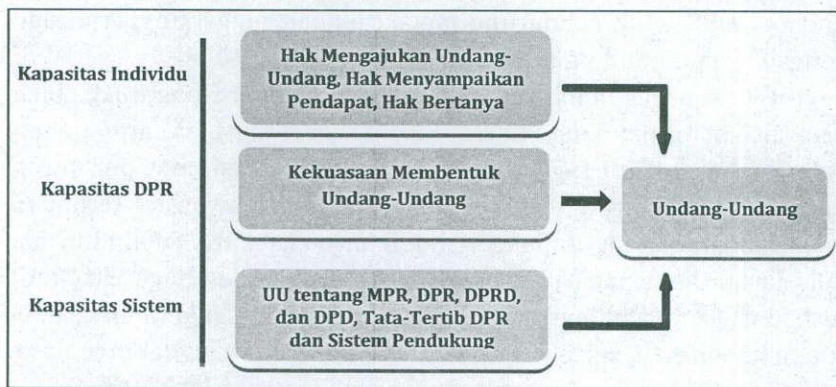 Kapasitas Individu
Hak Mengajukan Undang-
Undang, Hak Menyampaikan
Pendapat, Hak Bertanya
Kapasitas DPR
Kekuasaan Membentuk
Undang-Undang
Undang-Undang
Kapasitas Sistem
UU tentang MPR, DPR, DPRD,
dan DPD, Tata-Tertib DPR
dan Sistem Pendukung